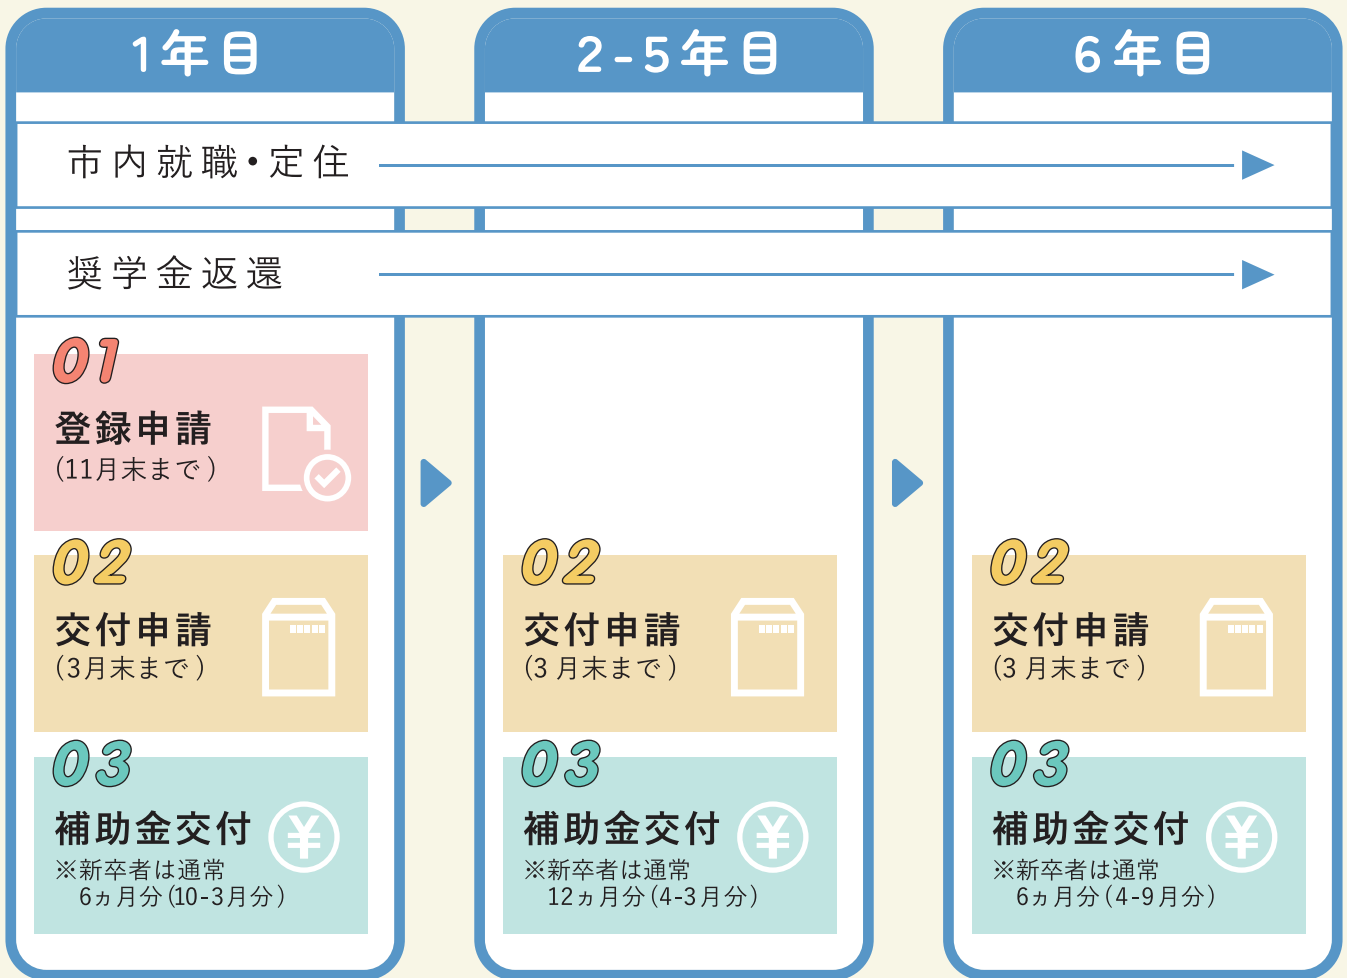 1年目
2-5年目
6年目
市内就職・定住
奨学金返還
01
登録申請
(11月末まで)
02
交付申請
(3月末まで)
03
補助金交付
※新卒者は通常
6ヵ月分(10-3月分)
02
交付申請
(3月末まで)
03
補助金交付
※新卒者は通常
12ヵ月分(4-3月分)
02
交付申請
(3月末まで)
03
補助金交付
※新卒者は通常
6ヵ月分(4-9月分)